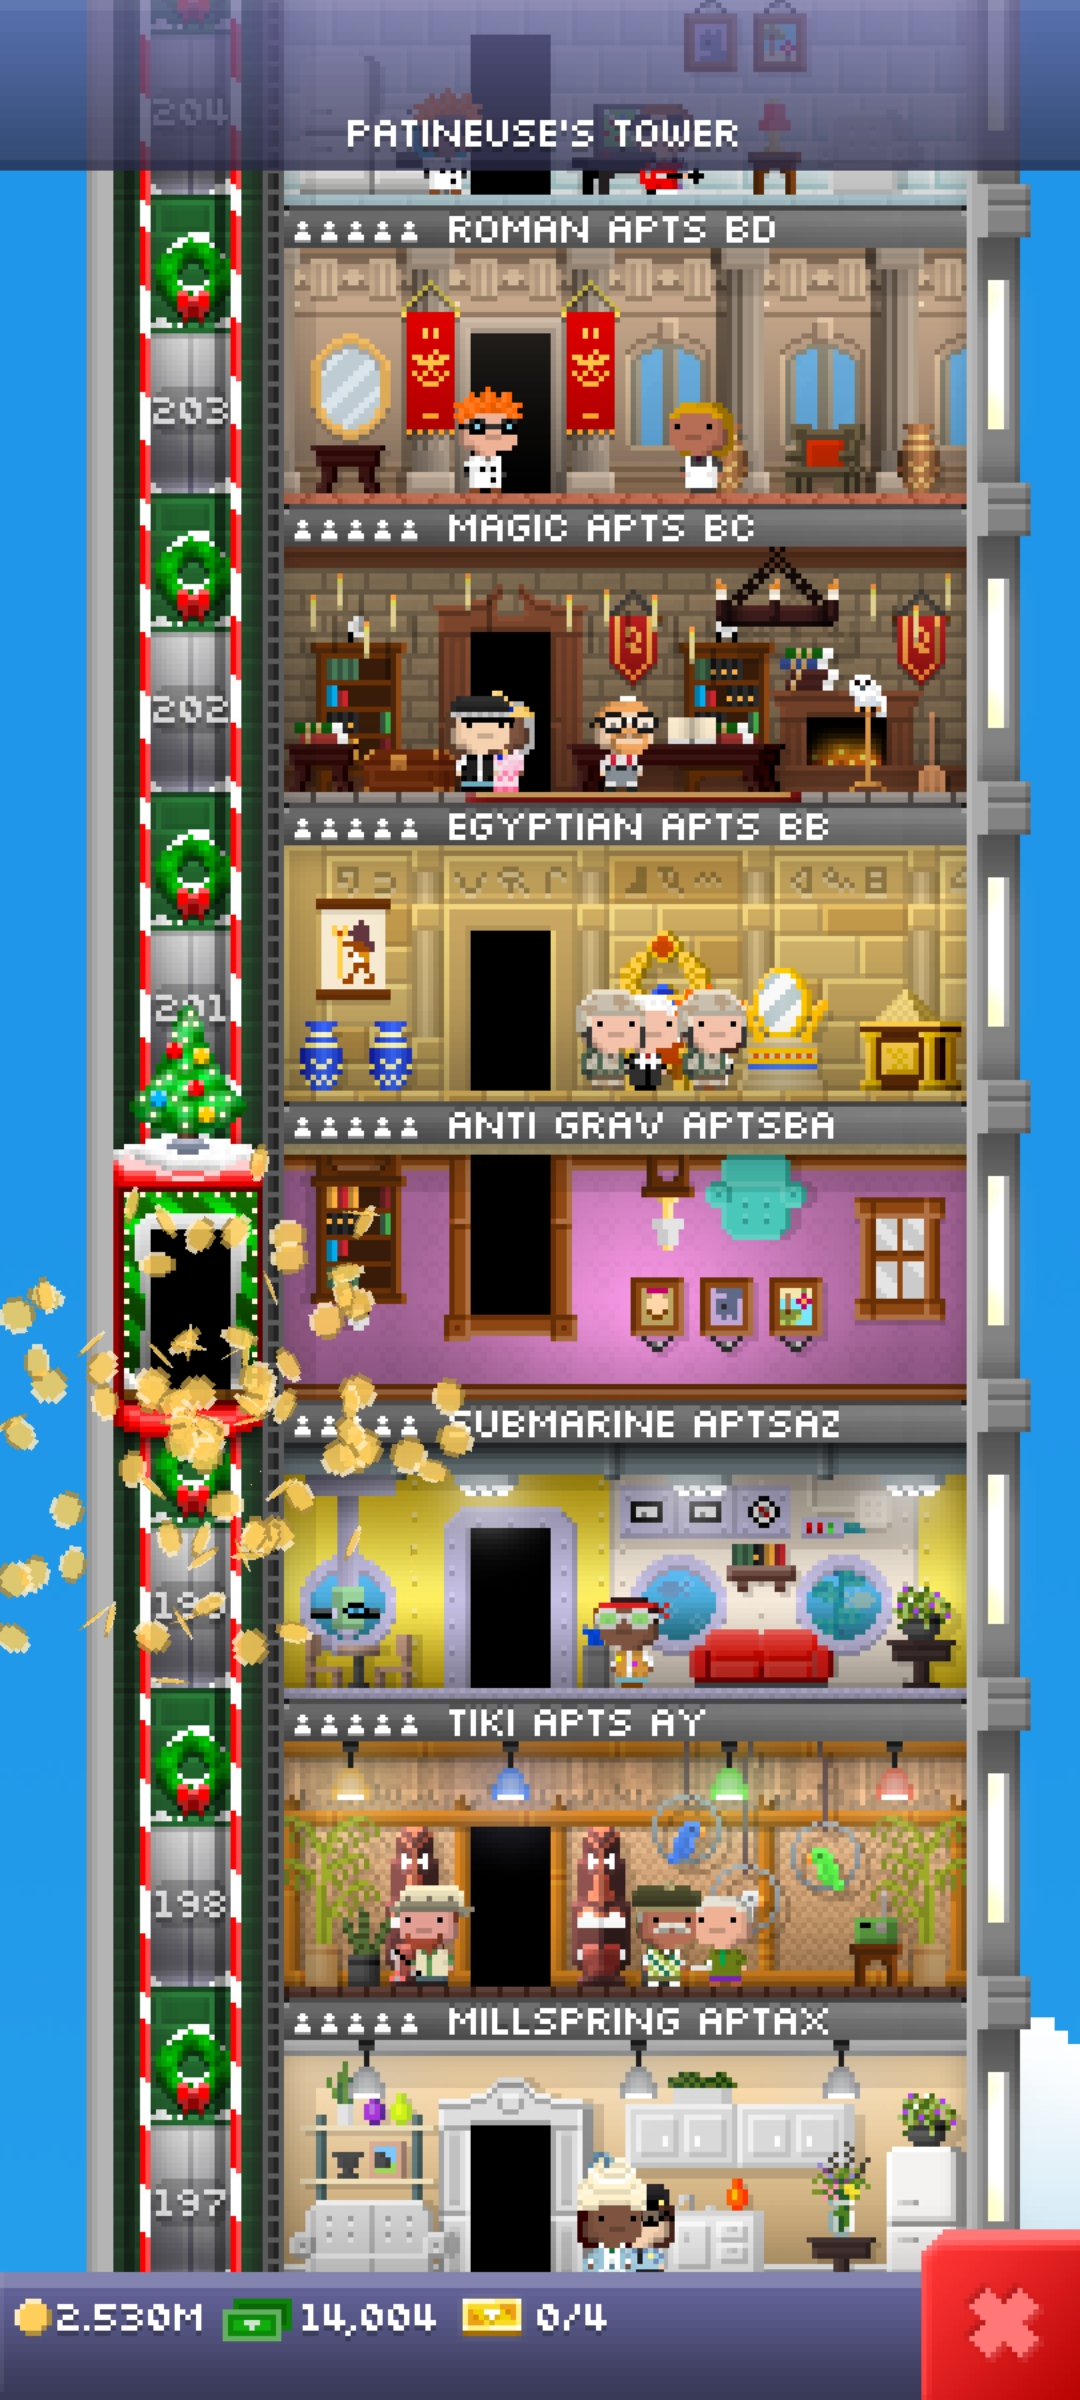 204
PATINEUSE'S TOWER
ROMAN APTS BD
203
MAGIC APTS BC
202
EGYPTIAN APTS BB
201
ANTI GRAV APTSBA
SUBMARINE APTSAZ
TIKI APTS AY
198
MILLSPRING APTAX
197
2.530M 14,004 0/4